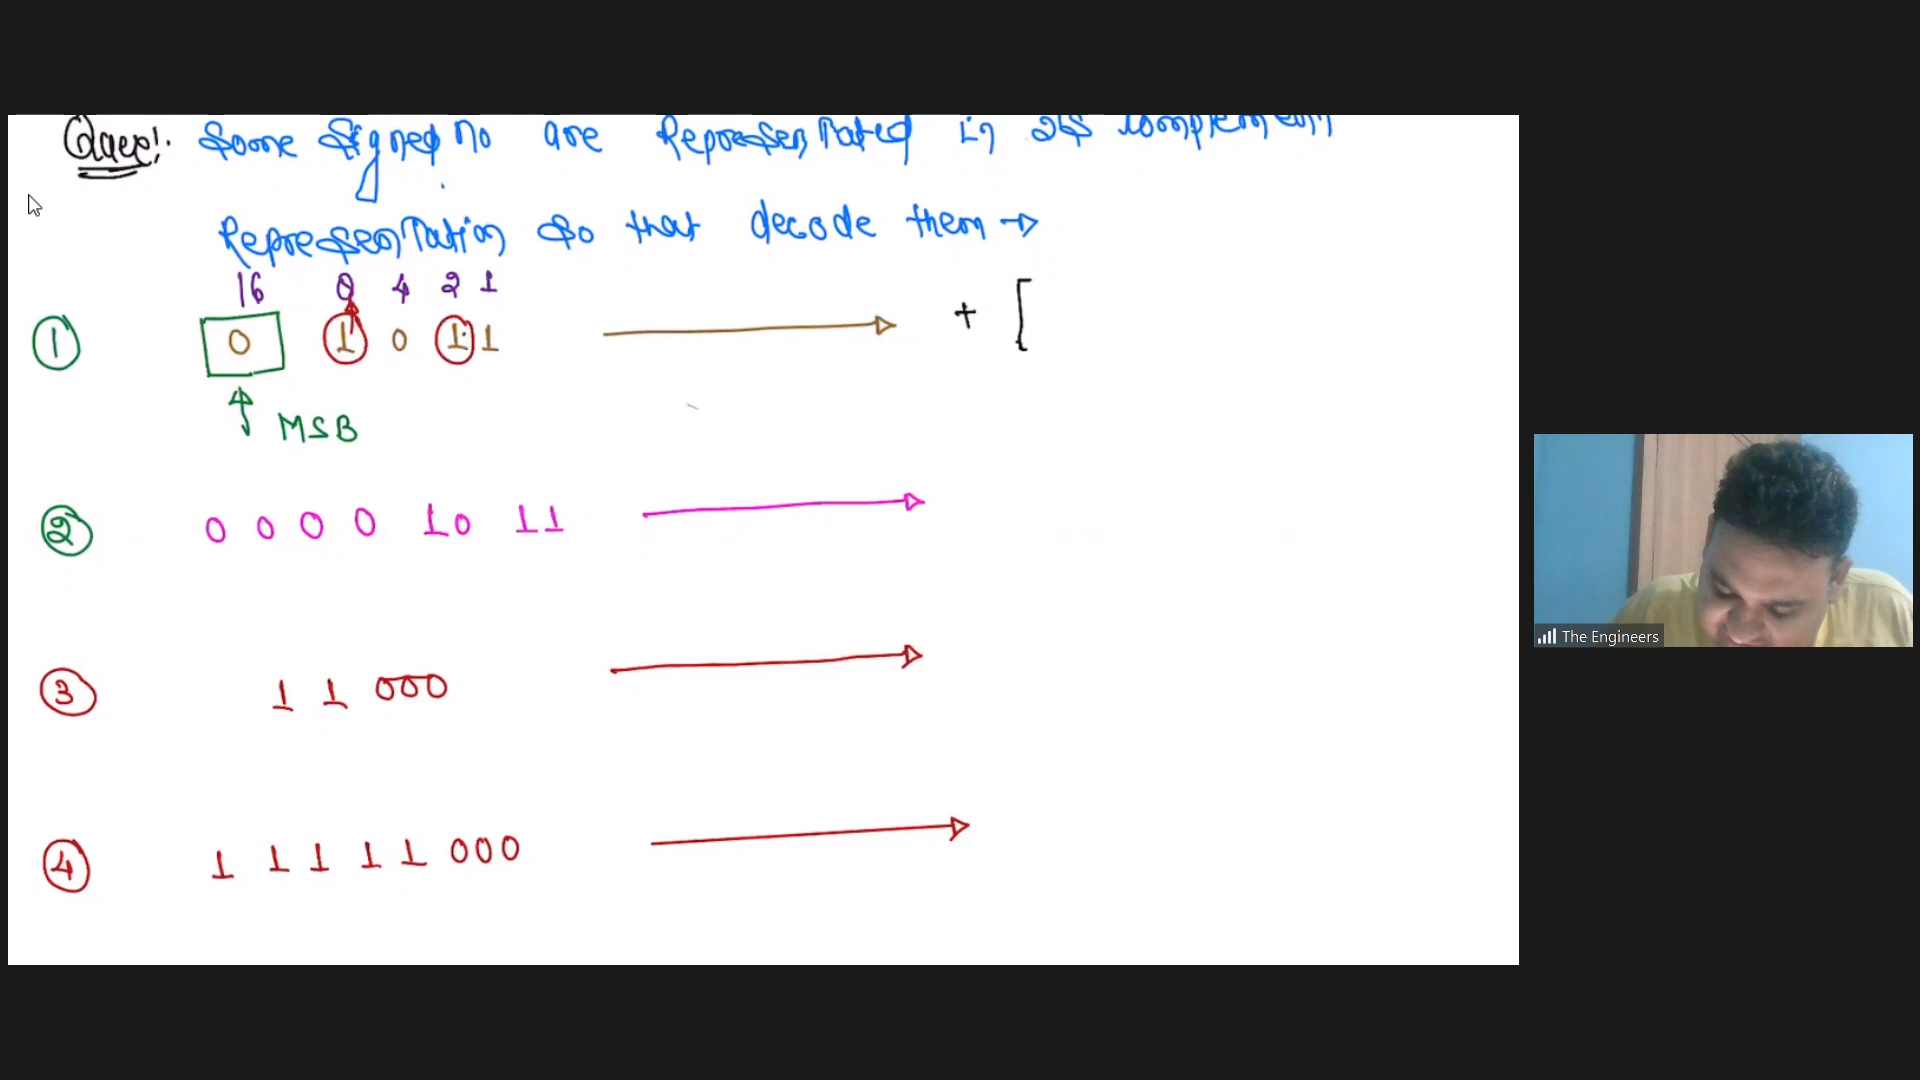 Ques!. Some Signed no are Represented in 2's complement
Representation so that decode them →
16 8 4 2 1
① 0 1 0 1 1 + [
MSB
② 0 0 0 0 1 0 1 1
③ 1 1 0 0 0
④ 1 1 1 1 1 0 0 0
The Engineers